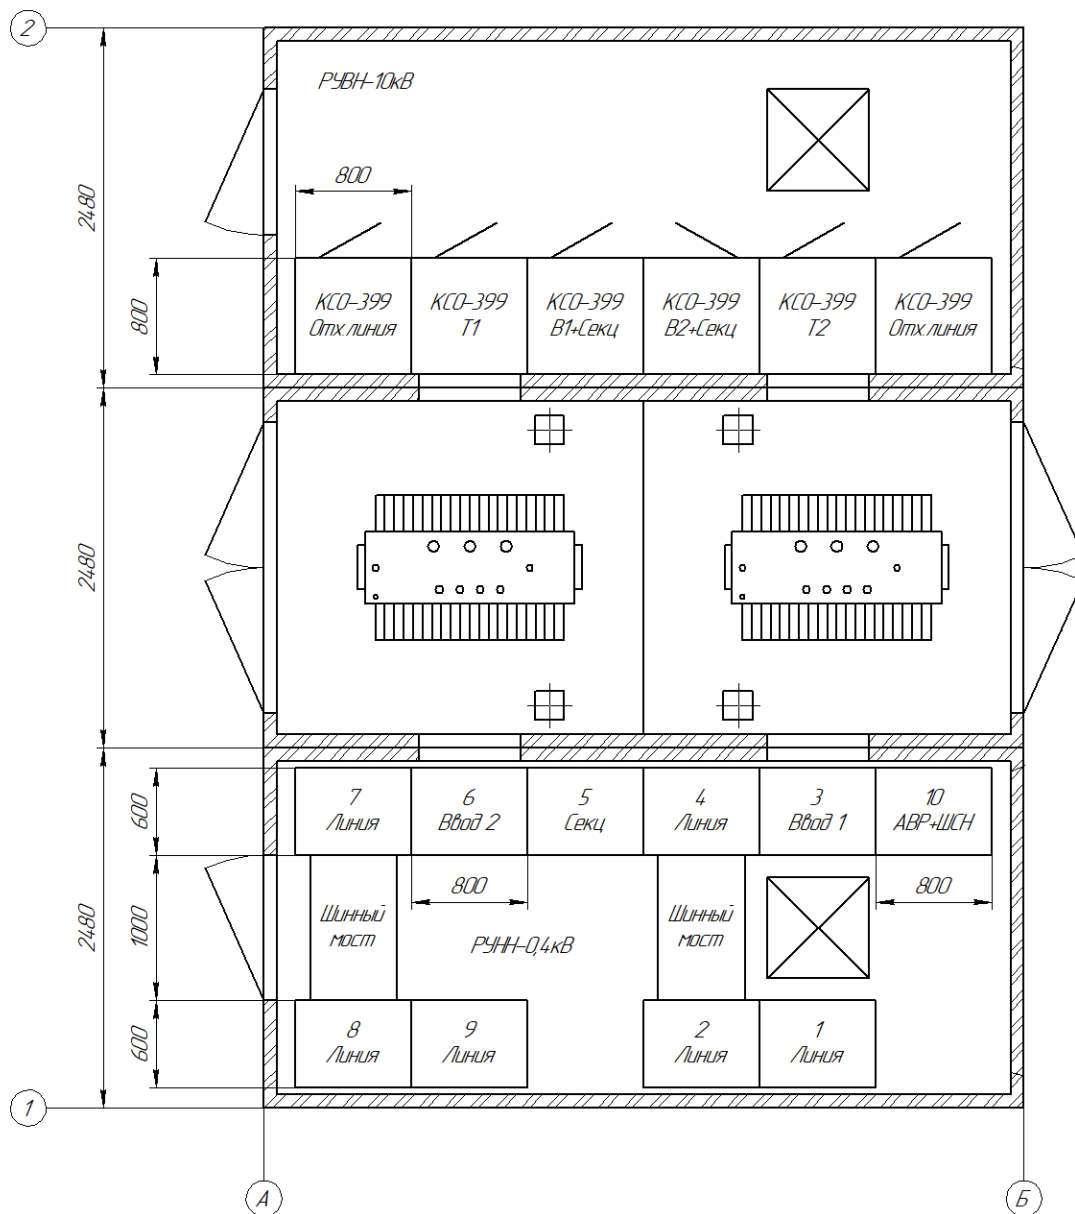 2
РУВН-10кВ
800
2480
800
КСО-399
Отх.линия
КСО-399
Т1
КСО-399
В1+Секц
КСО-399
В2+Секц
КСО-399
Т2
КСО-399
Отх.линия
2480
2480
600
1000
600
7
Линия
6
Ввод 2
5
Секц
4
Линия
3
Ввод 1
10
АВР+ШСН
800
800
Шинный
мост
РУНН-0,4кВ
Шинный
мост
8
Линия
9
Линия
2
Линия
1
Линия
1
А
Б